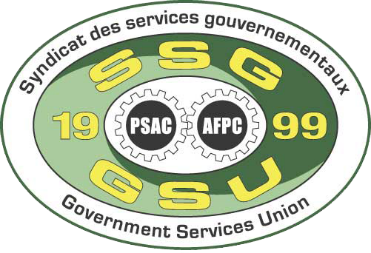 Syndicat des services gouvernementaux
SSG
19 PSAC AFPC 99
GSU
Government Services Union